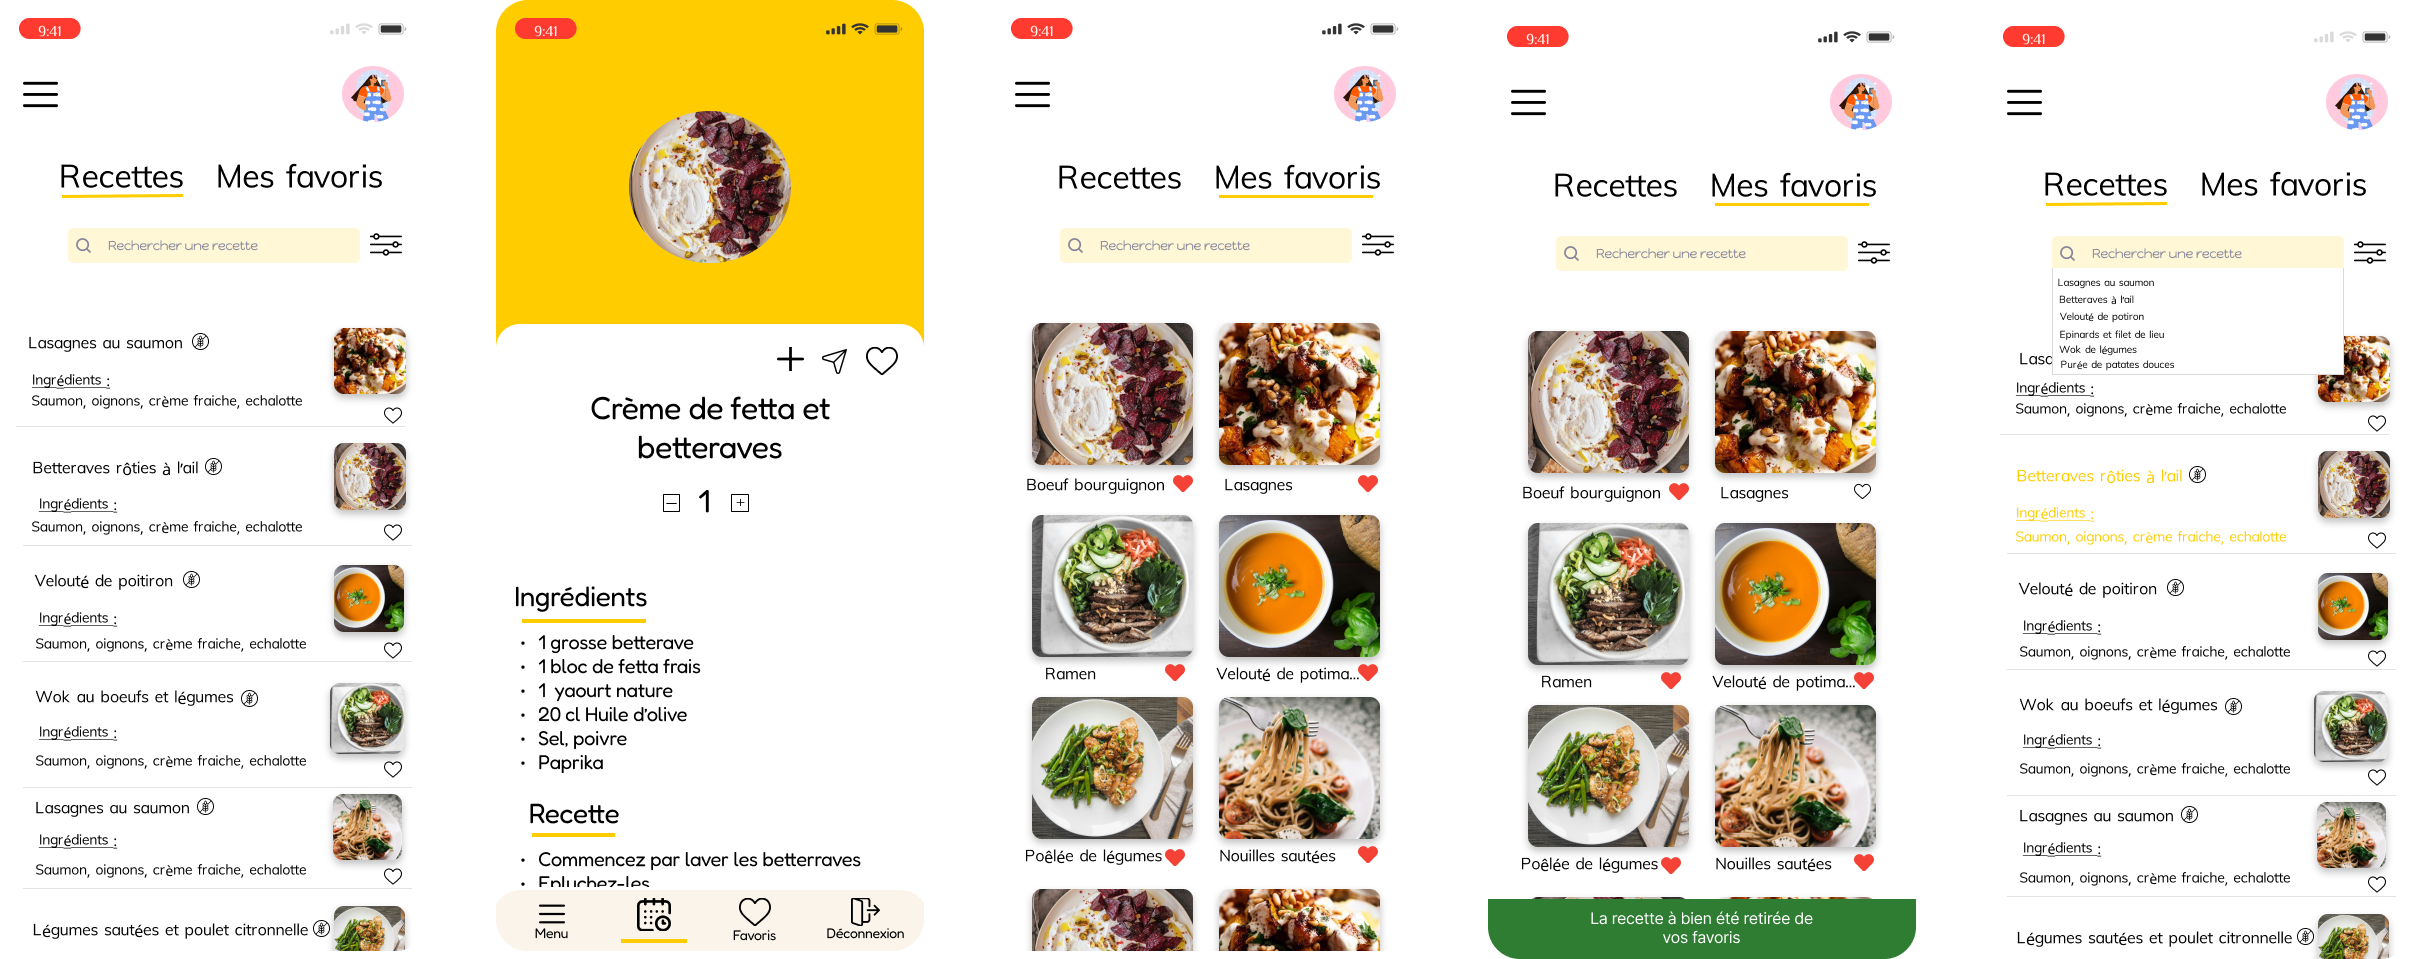 9:41
Recettes Mes favoris
Rechercher une recette
Lasagnes au saumon
Ingrédients :
Saumon, oignons, crème fraiche, echalotte
Betteraves rôties à l'ail
Ingrédients :
Saumon, oignons, crème fraiche, echalotte
Velouté de poitiron
Ingrédients :
Saumon, oignons, crème fraiche, echalotte
Wok au boeufs et légumes
Ingrédients :
Saumon, oignons, crème fraiche, echalotte
Lasagnes au saumon
Ingrédients :
Saumon, oignons, crème fraiche, echalotte
Légumes sautées et poulet citronnelle
9:41
Crème de fetta et
betteraves
1
Ingrédients
• 1 grosse betterave
• 1 bloc de fetta frais
• 1 yaourt nature
• 20 cl Huile d'olive
• Sel, poivre
• Paprika
Recette
• Commencez par laver les betterraves
• Epluchez-les
Menu Favoris Déconnexion
9:41
Recettes Mes favoris
Rechercher une recette
Boeuf bourguignon Lasagnes
Ramen Velouté de potima...
Poêlée de légumes Nouilles sautées
9:41
Recettes Mes favoris
Rechercher une recette
Boeuf bourguignon Lasagnes
Ramen Velouté de potima...
Poêlée de légumes Nouilles sautées
La recette à bien été retirée de
vos favoris
9:41
Recettes Mes favoris
Rechercher une recette
Lasagnes au saumon
Betteraves à l'ail
Velouté de potiron
Epinards et filet de lieu
Wok de légumes
Purée de patates douces
Lasa
Ingrédients :
Saumon, oignons, crème fraiche, echalotte
Betteraves rôties à l'ail
Ingrédients :
Saumon, oignons, crème fraiche, echalotte
Velouté de poitiron
Ingrédients :
Saumon, oignons, crème fraiche, echalotte
Wok au boeufs et légumes
Ingrédients :
Saumon, oignons, crème fraiche, echalotte
Lasagnes au saumon
Ingrédients :
Saumon, oignons, crème fraiche, echalotte
Légumes sautées et poulet citronnelle